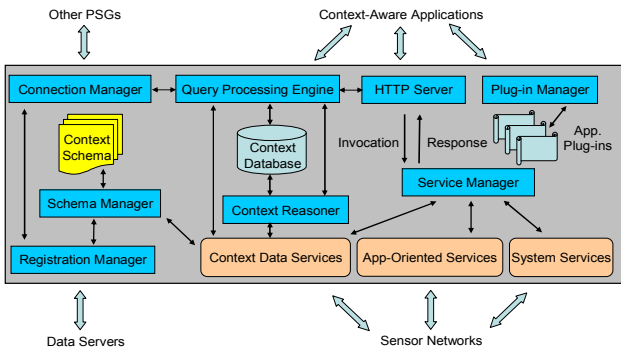 Other PSGs
Context-Aware Applications
Connection Manager
Query Processing Engine
HTTP Server
Plug-in Manager
Context
Schema
Context
Database
Invocation
Response
App.
Plug-ins
Schema Manager
Context Reasoner
Service Manager
Registration Manager
Context Data Services
App-Oriented Services
System Services
Data Servers
Sensor Networks